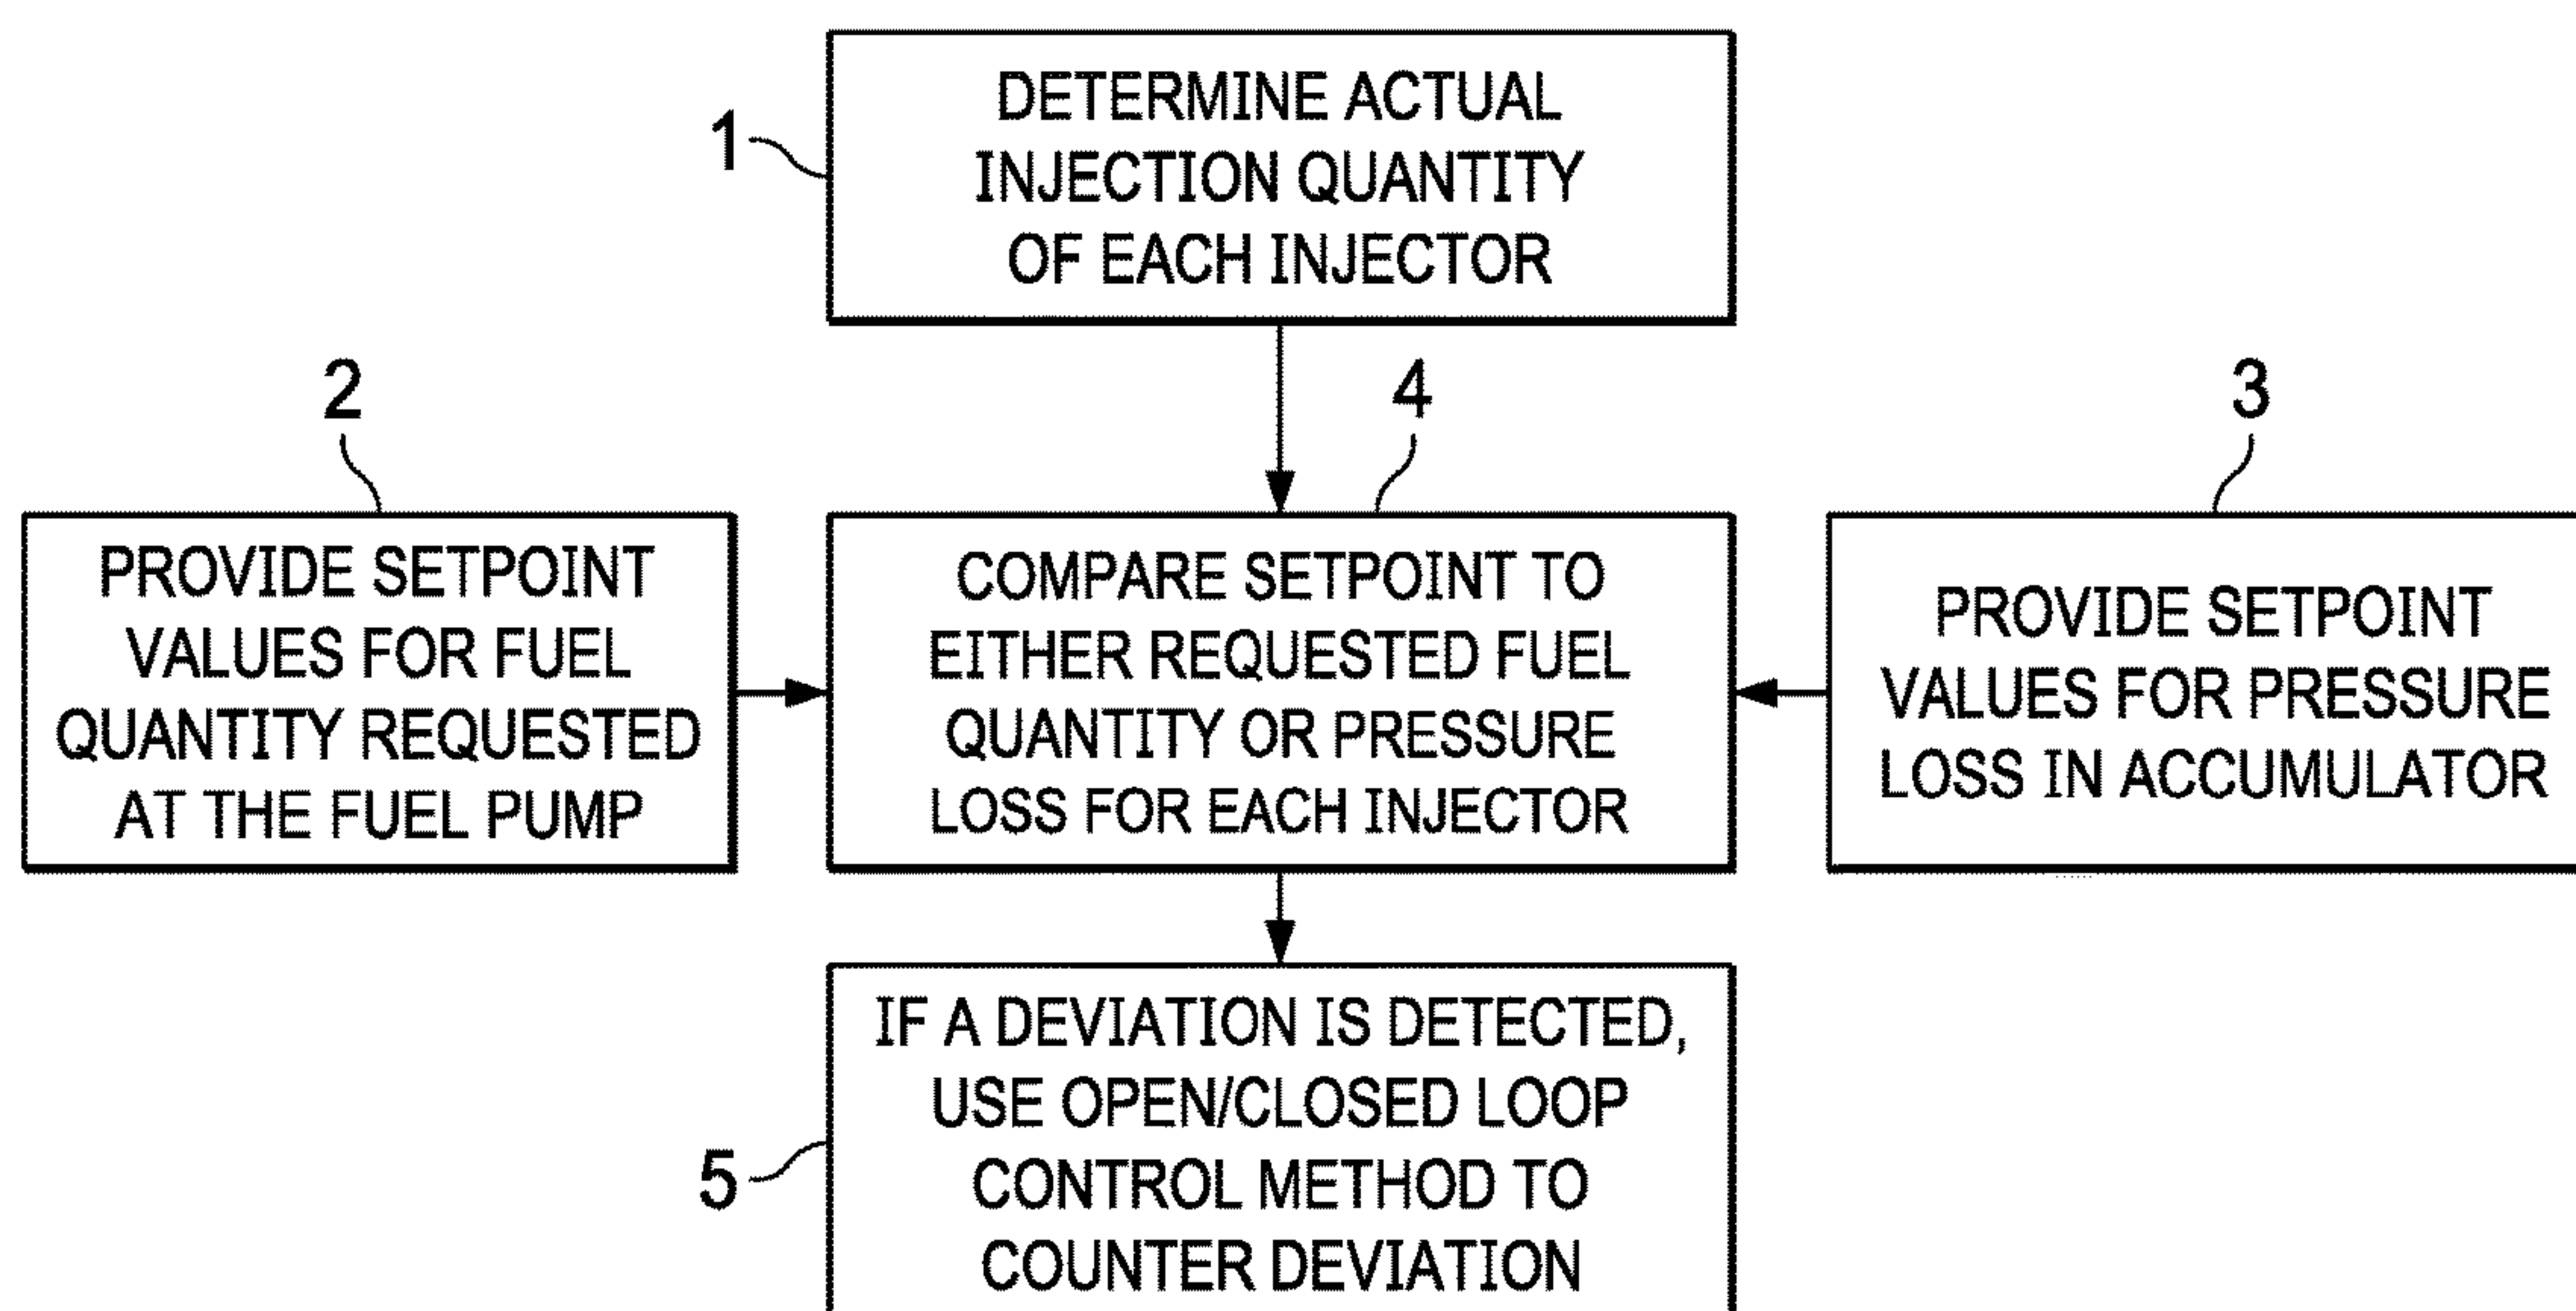 1
DETERMINE ACTUAL
INJECTION QUANTITY
OF EACH INJECTOR
2
PROVIDE SETPOINT
VALUES FOR FUEL
QUANTITY REQUESTED
AT THE FUEL PUMP
4
COMPARE SETPOINT TO
EITHER REQUESTED FUEL
QUANTITY OR PRESSURE
LOSS FOR EACH INJECTOR
3
PROVIDE SETPOINT
VALUES FOR PRESSURE
LOSS IN ACCUMULATOR
5
IF A DEVIATION IS DETECTED,
USE OPEN/CLOSED LOOP
CONTROL METHOD TO
COUNTER DEVIATION